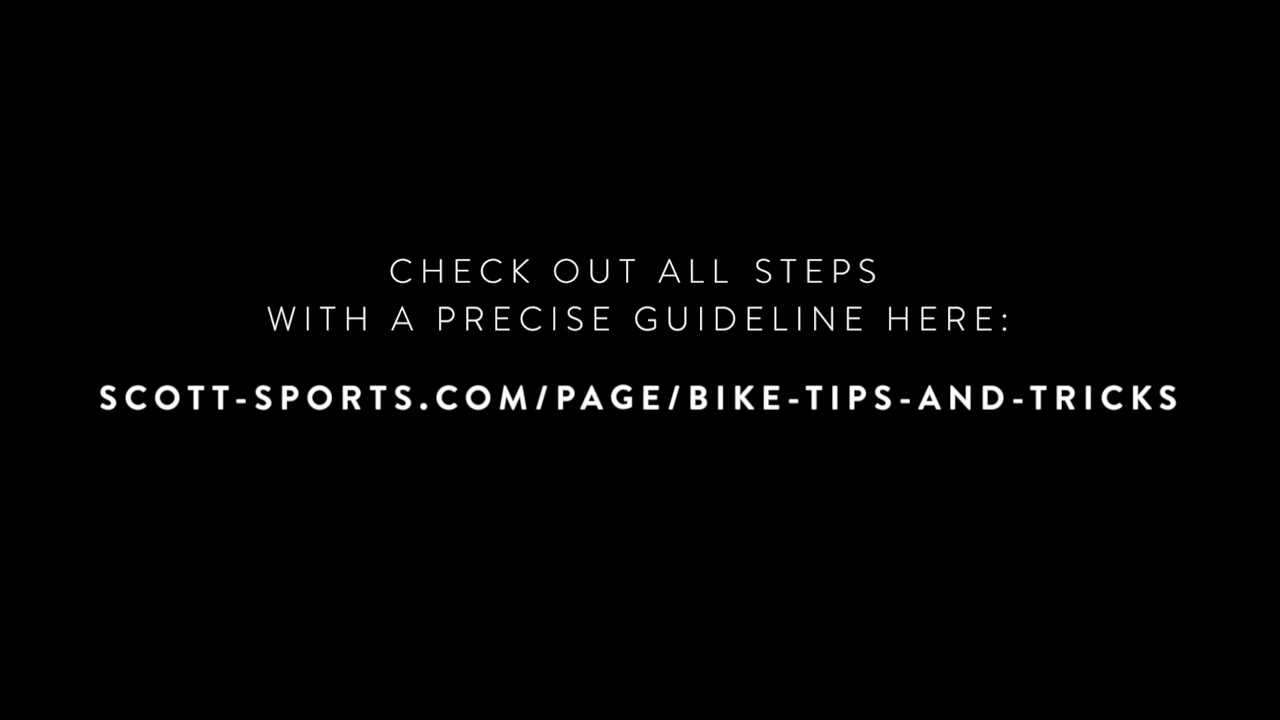 CHECK OUT ALL STEPS
WITH A PRECISE GUIDELINE HERE:
SCOTT-SPORTS.COM/PAGE/BIKE-TIPS-AND-TRICKS